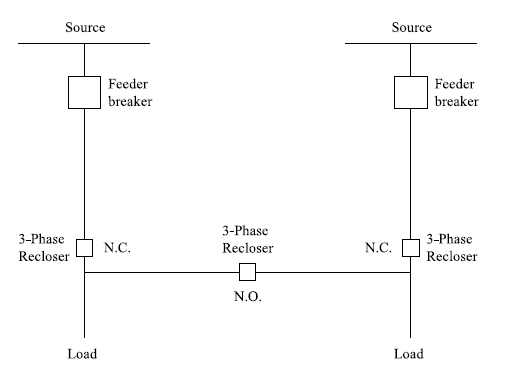 Source
Source
Feeder
breaker
Feeder
breaker
3-Phase
Recloser
N.C.
3-Phase
Recloser
N.O.
N.C.
3-Phase
Recloser
Load
Load